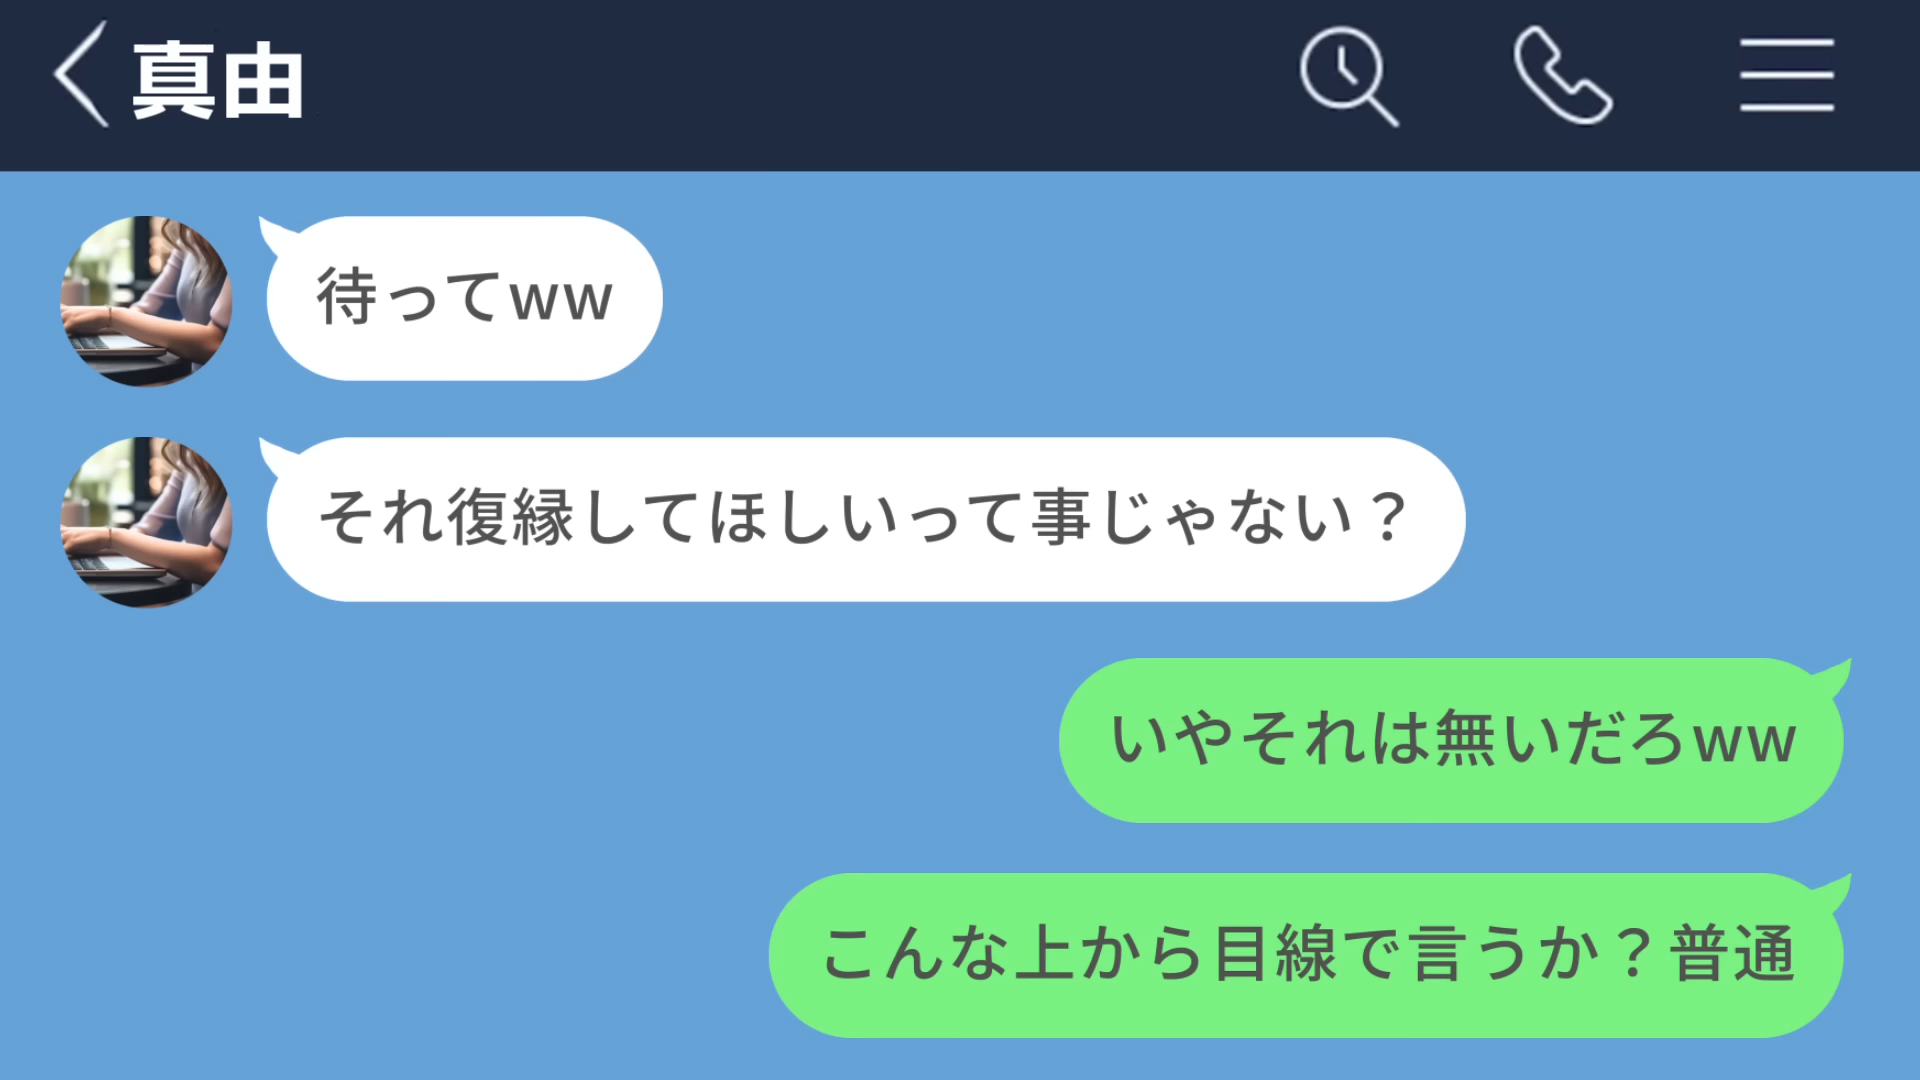 真由
待ってww
それ復縁してほしいって事じゃない？
いやそれは無いだろww
こんな上から目線で言うか？普通